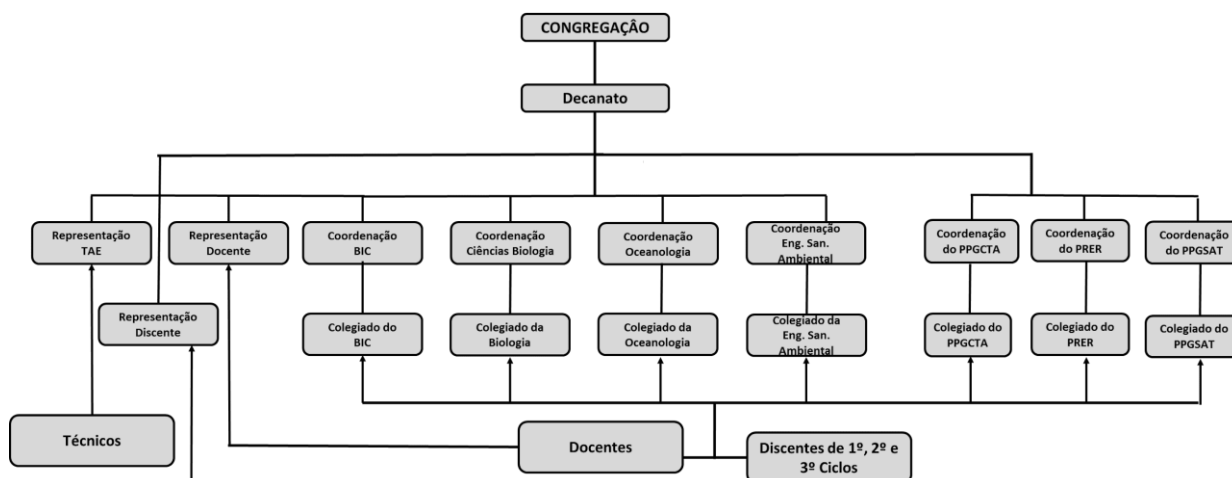 CONGREGAÇÂO
Decanato
Representação
TAE
Representação
Docente
Coordenação
BIC
Coordenação
Ciências Biologia
Coordenação
Oceanologia
Coordenação
Eng. San.
Ambiental
Coordenação
do PPGCTA
Coordenação
do PRER
Coordenação
do PPGSAT
Representação
Discente
Colegiado do
BIC
Colegiado da
Biologia
Colegiado da
Oceanologia
Colegiado da
Eng. San.
Ambiental
Colegiado do
PPGCTA
Colegiado do
PRER
Colegiado do
PPGSAT
Técnicos
Docentes
Discentes de 1º, 2º e
3º Ciclos